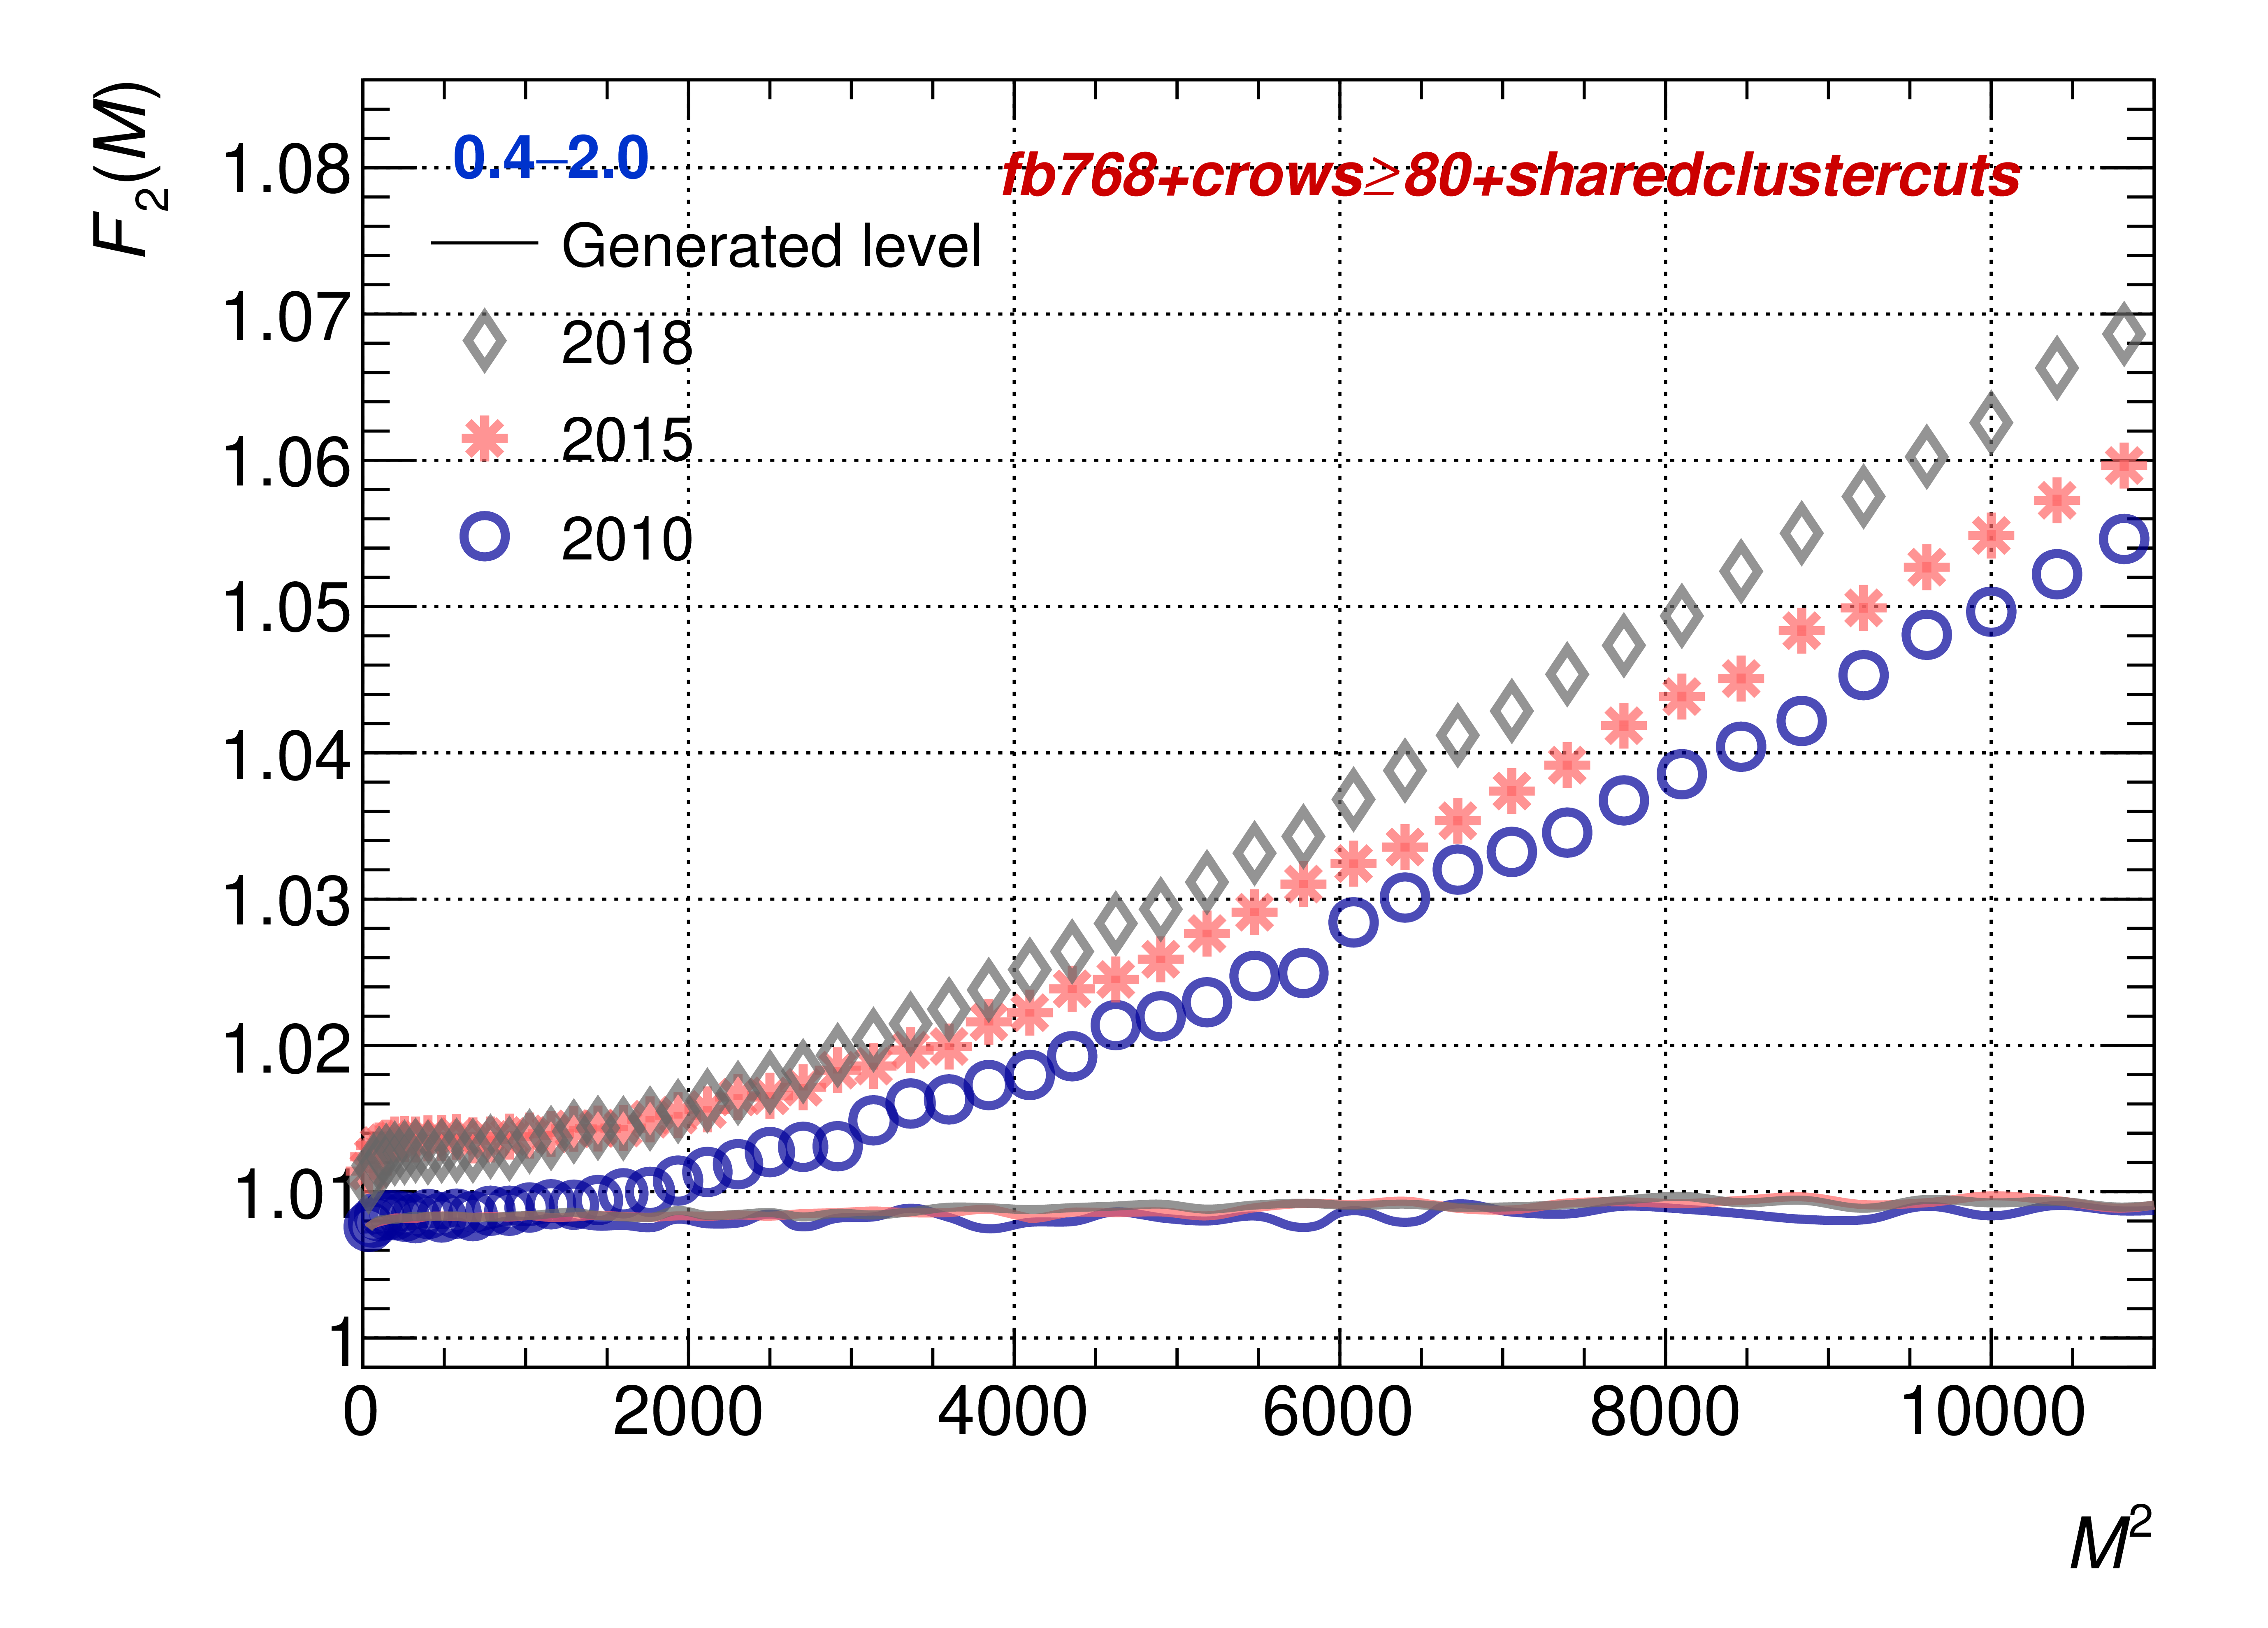 F2(M)
1.08
1.07
1.06
1.05
1.04
1.03
1.02
1.01
1
0.4–2.0
fb768+crows≥80+sharedclustercuts
Generated level
2018
2015
2010
0 2000 4000 6000 8000 10000
M²